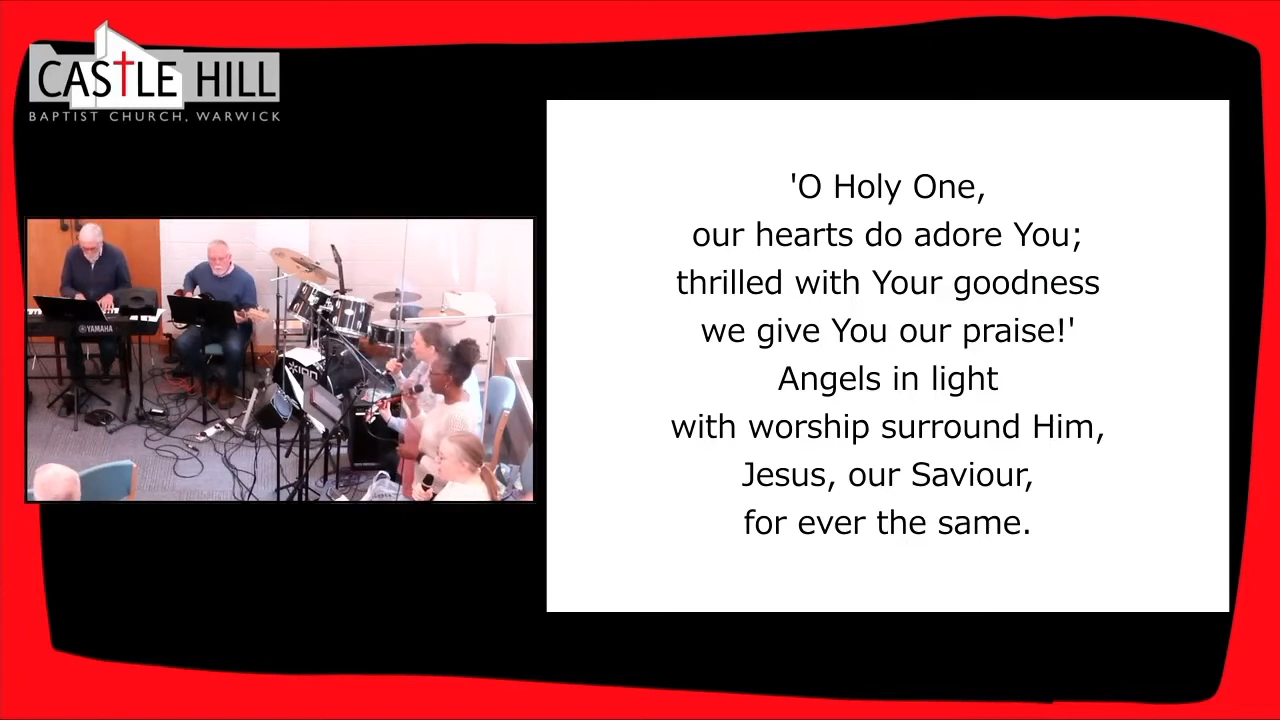 CASTLE HILL
BAPTIST CHURCH, WARWICK
'O Holy One,
our hearts do adore You;
thrilled with Your goodness
we give You our praise!'
Angels in light
with worship surround Him,
Jesus, our Saviour,
for ever the same.
YAMAHA